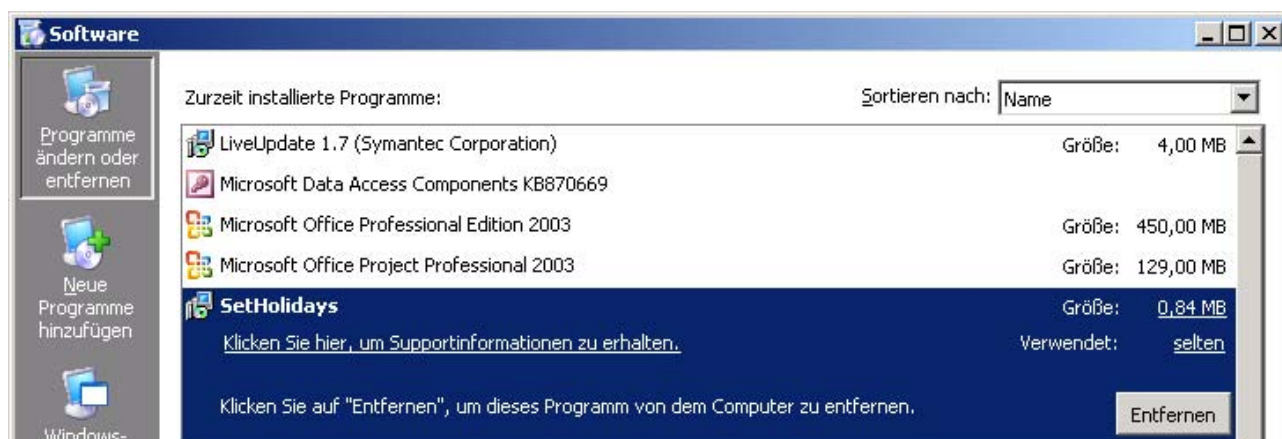 Software
Programme
ändern oder
entfernen
Neue
Programme
hinzufügen
Windows-
Zurzeit installierte Programme: Sortieren nach: Name
LiveUpdate 1.7 (Symantec Corporation) Größe: 4,00 MB
Microsoft Data Access Components KB870669
Microsoft Office Professional Edition 2003 Größe: 450,00 MB
Microsoft Office Project Professional 2003 Größe: 129,00 MB
SetHolidays Größe: 0,84 MB
Klicken Sie hier, um Supportinformationen zu erhalten. Verwendet: selten
Klicken Sie auf "Entfernen", um dieses Programm von dem Computer zu entfernen. Entfernen